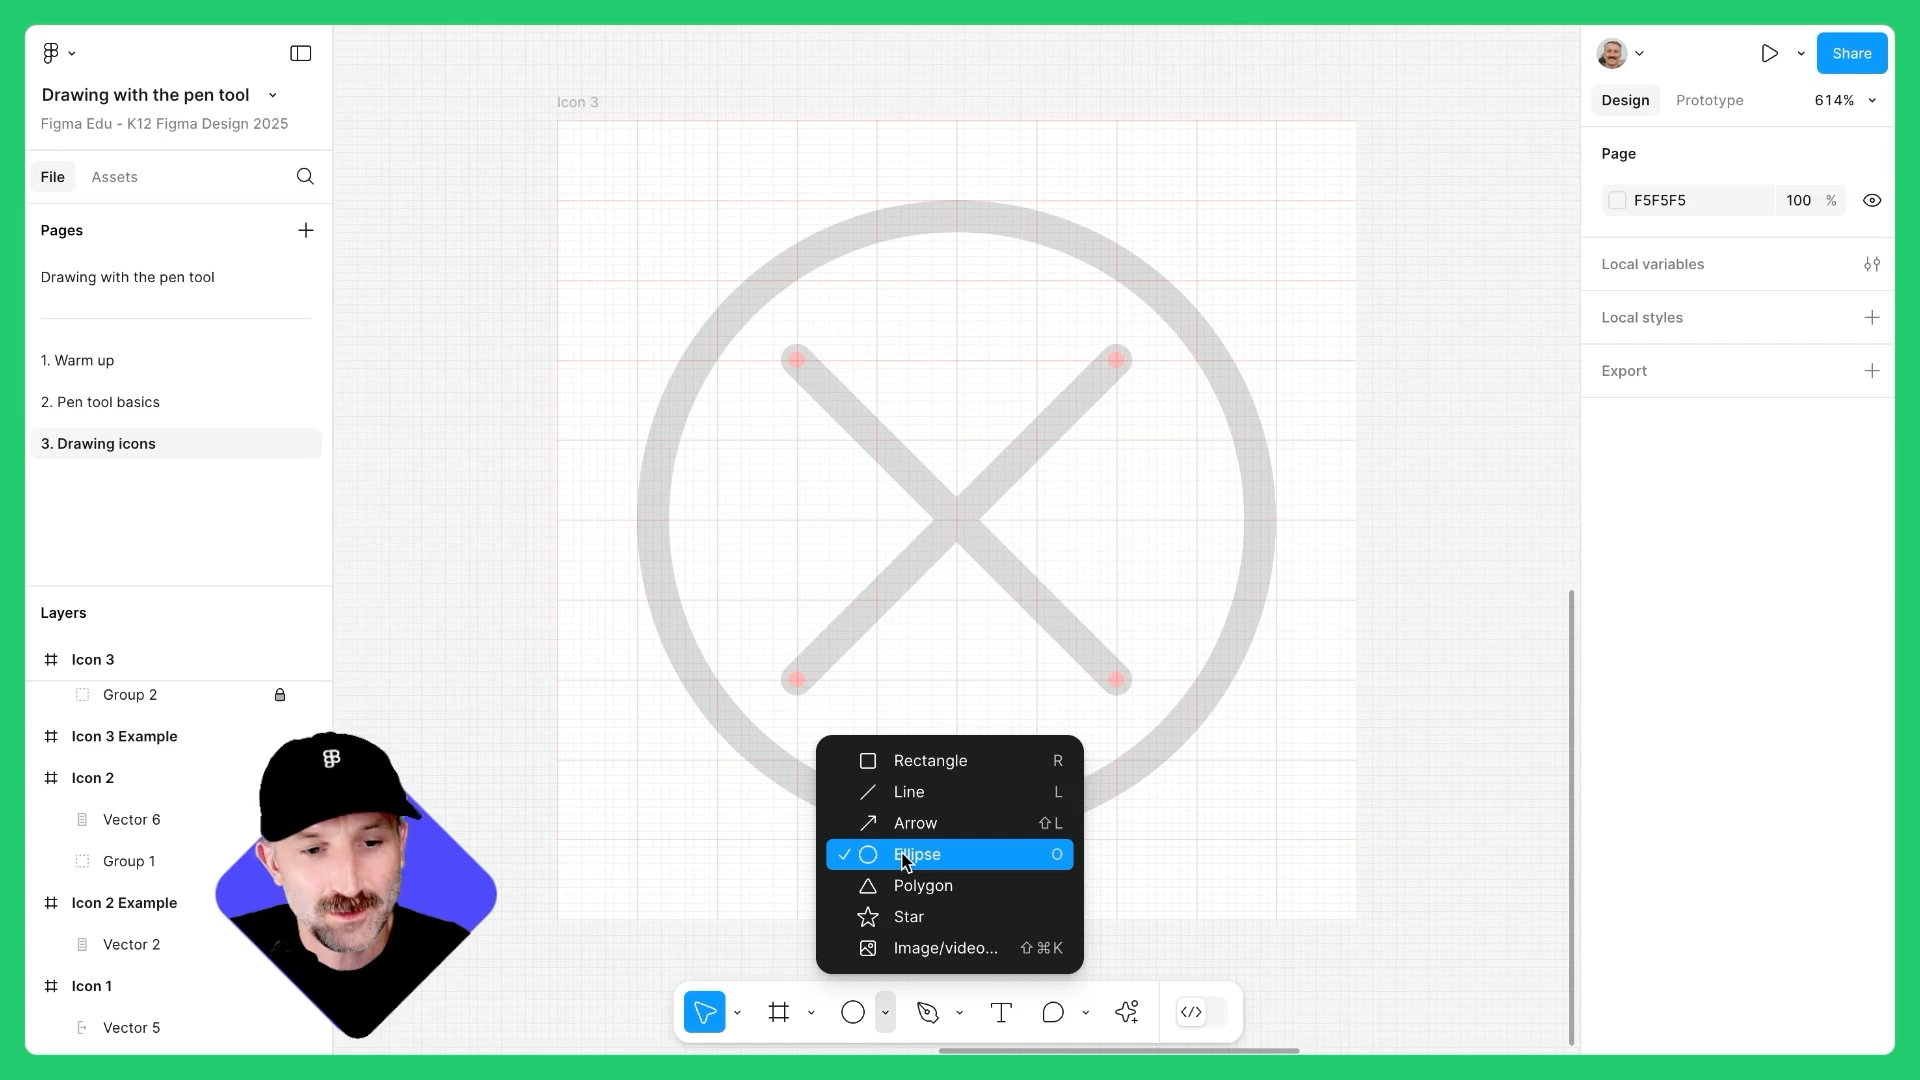 Drawing with the pen tool
Figma Edu - K12 Figma Design 2025
File
Assets
Pages
Drawing with the pen tool
1. Warm up
2. Pen tool basics
3. Drawing icons
Layers
Icon 3
Group 2
Icon 3 Example
Icon 2
Vector 6
Group 1
Icon 2 Example
Vector 2
Icon 1
Vector 5
Icon 3
Rectangle R
Line L
Arrow ⇧L
Ellipse O
Polygon
Star
Image/video... ⇧⌘K
Share
Design
Prototype
614%
Page
F5F5F5
100 %
Local variables
Local styles
Export